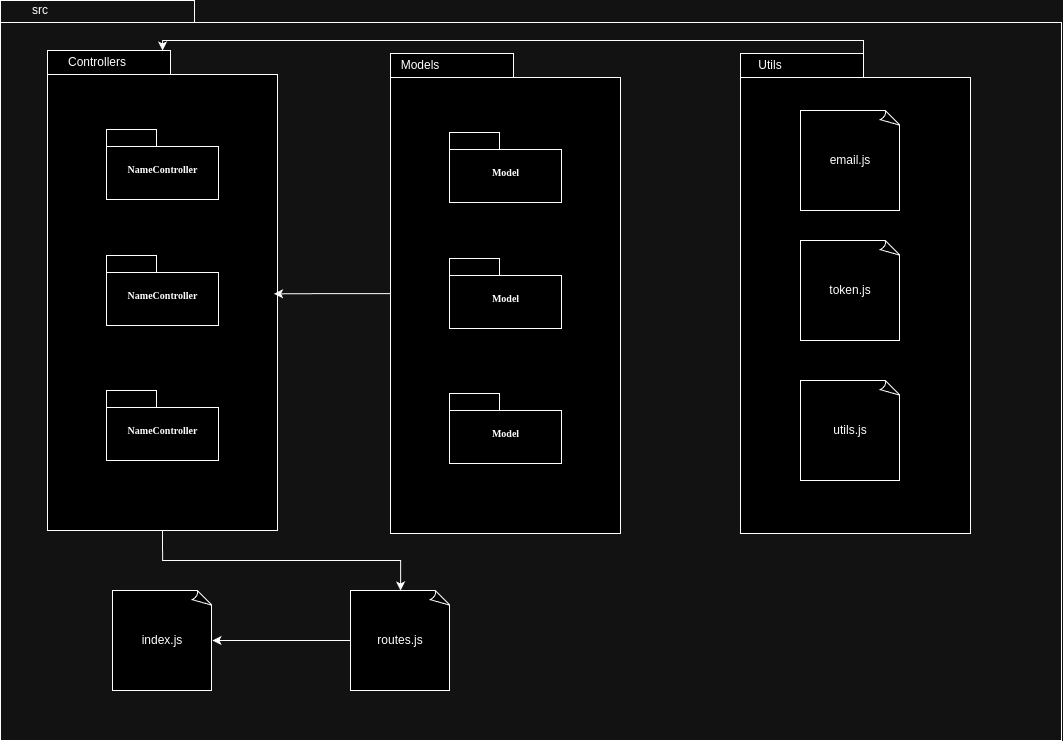 src
Controllers
Models
Utils
NameController
Model
email.js
NameController
Model
token.js
NameController
Model
utils.js
index.js
routes.js